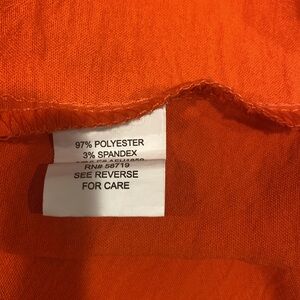 97% POLYESTER
3% SPANDEX
RN# 58719
SEE REVERSE
FOR CARE